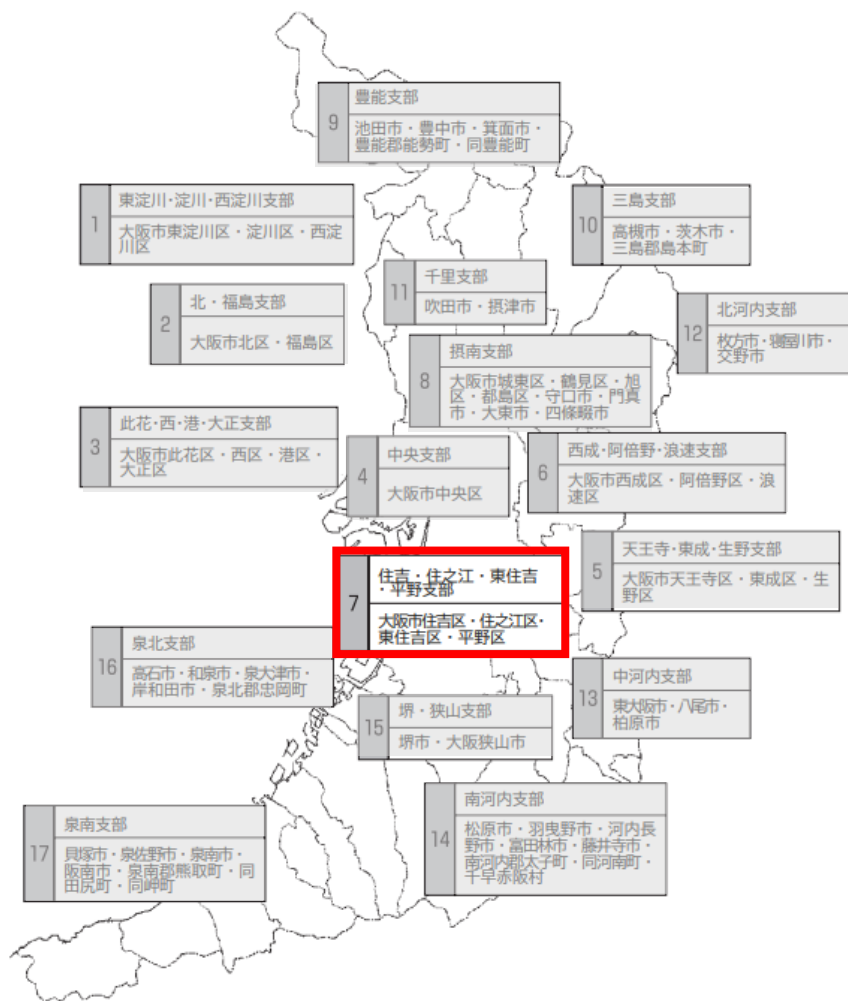 9
豊能支部
池田市・豊中市・箕面市・
豊能郡能勢町・同豊能町
1
東淀川・淀川・西淀川支部
大阪市東淀川区・淀川区・西淀
川区
10
三島支部
高槻市・茨木市・
三島郡島本町
11
千里支部
吹田市・摂津市
2
北・福島支部
大阪市北区・福島区
12
北河内支部
枚方市・寝屋川市・
交野市
8
摂南支部
大阪市城東区・鶴見区・旭
区・都島区・守口市・門真
市・大東市・四條畷市
3
此花・西・港・大正支部
大阪市此花区・西区・港区・
大正区
4
中央支部
大阪市中央区
6
西成・阿倍野・浪速支部
大阪市西成区・阿倍野区・浪
速区
5
天王寺・東成・生野支部
大阪市天王寺区・東成区・生
野区
7
住吉・住之江・東住吉
・平野支部
大阪市住吉区・住之江区・
東住吉区・平野区
16
泉北支部
高石市・和泉市・泉大津市・
岸和田市・泉北郡忠岡町
13
中河内支部
東大阪市・八尾市・
柏原市
15
堺・狭山支部
堺市・大阪狭山市
14
南河内支部
松原市・羽曳野市・河内長
野市・富田林市・藤井寺市・
南河内郡太子町・同河南町・
千早赤阪村
17
泉南支部
貝塚市・泉佐野市・泉南市・
阪南市・泉南郡熊取町・同
田尻町・同岬町